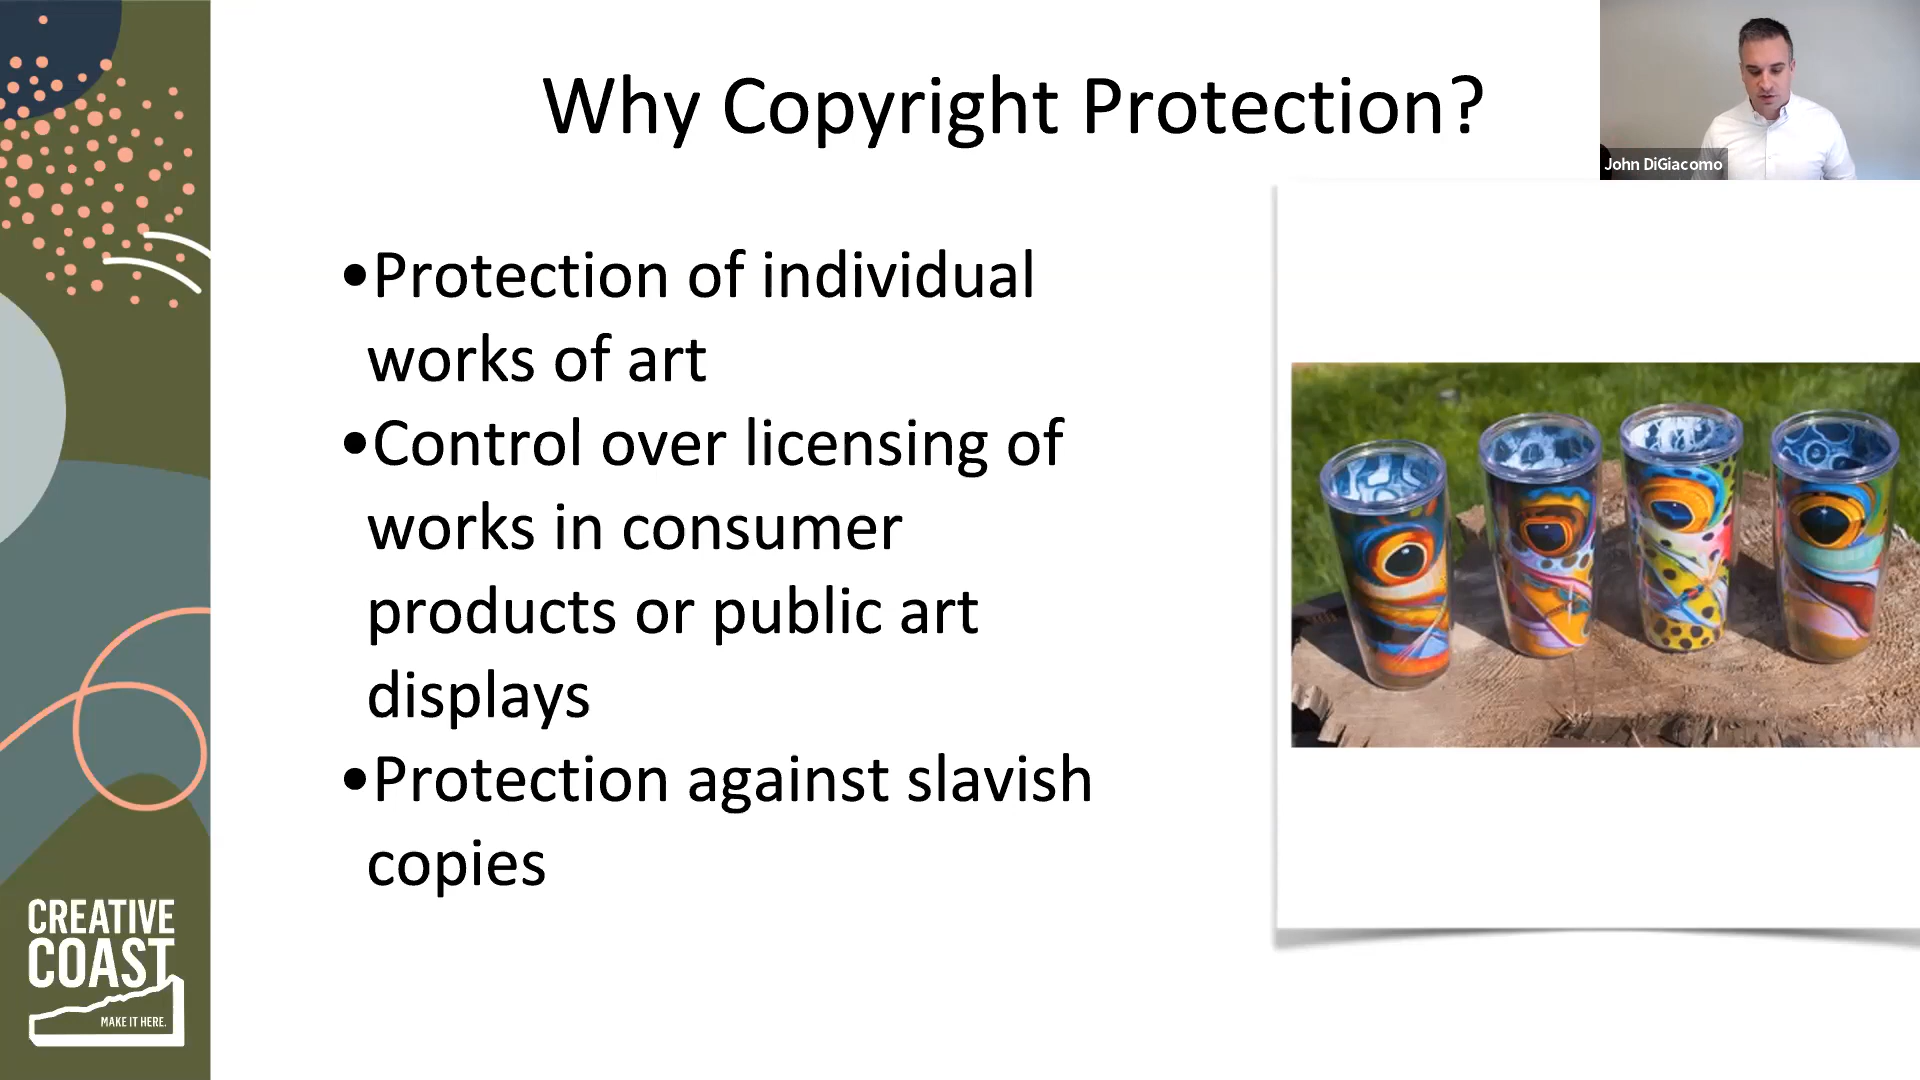 Why Copyright Protection?
John DiGiacomo
•Protection of individual
works of art
•Control over licensing of
works in consumer
products or public art
displays
•Protection against slavish
copies
CREATIVE
COAST
MAKE IT HERE.